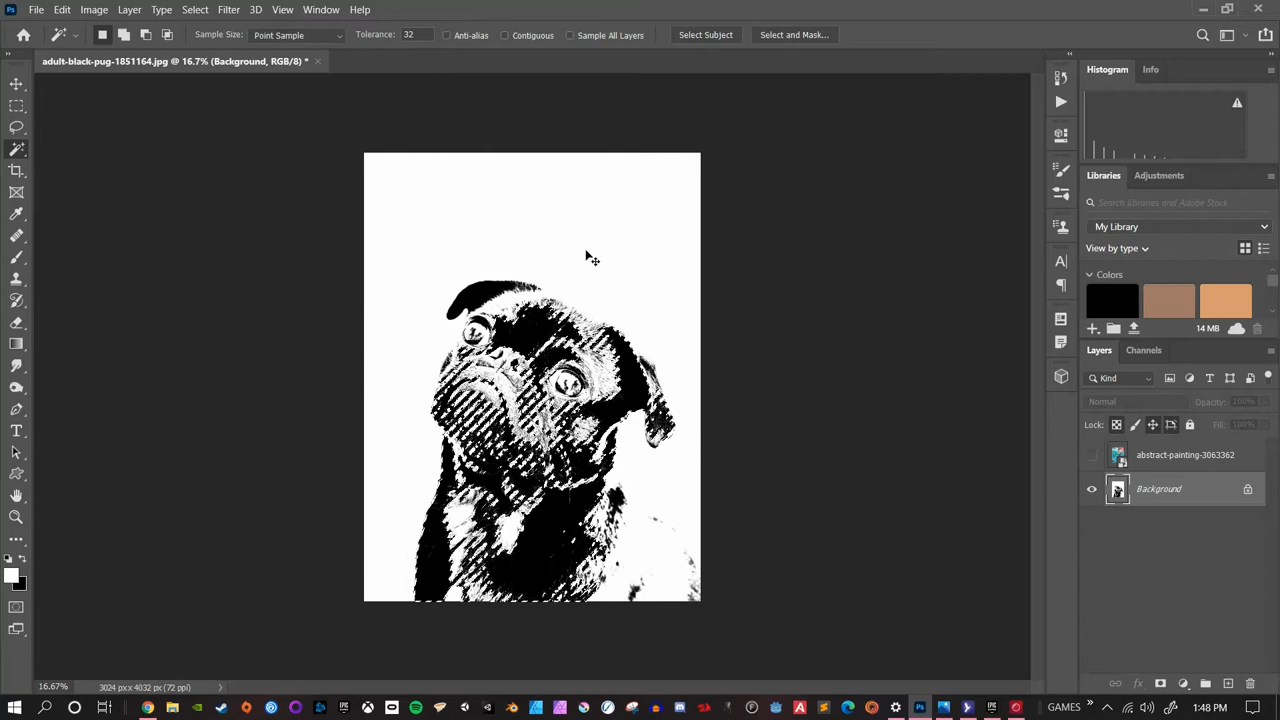 Ps File Edit Image Layer Type Select Filter 3D View Window Help
Sample Size: Point Sample Tolerance: 32 Anti-alias Contiguous Sample All Layers Select Subject Select and Mask...
adult-black-pug-1851164.jpg @ 16.7% (Background, RGB/8) * ×
Histogram Info
Libraries Adjustments
Search Libraries and Adobe Stock
My Library
View by type
Colors
14 MB
Layers Channels
Kind
Normal Opacity: 100%
Lock: Fill: 100%
abstract-painting-3063362
Background
fx
16.67% 3024 px x 4032 px (72 ppi)
GAMES 1:48 PM